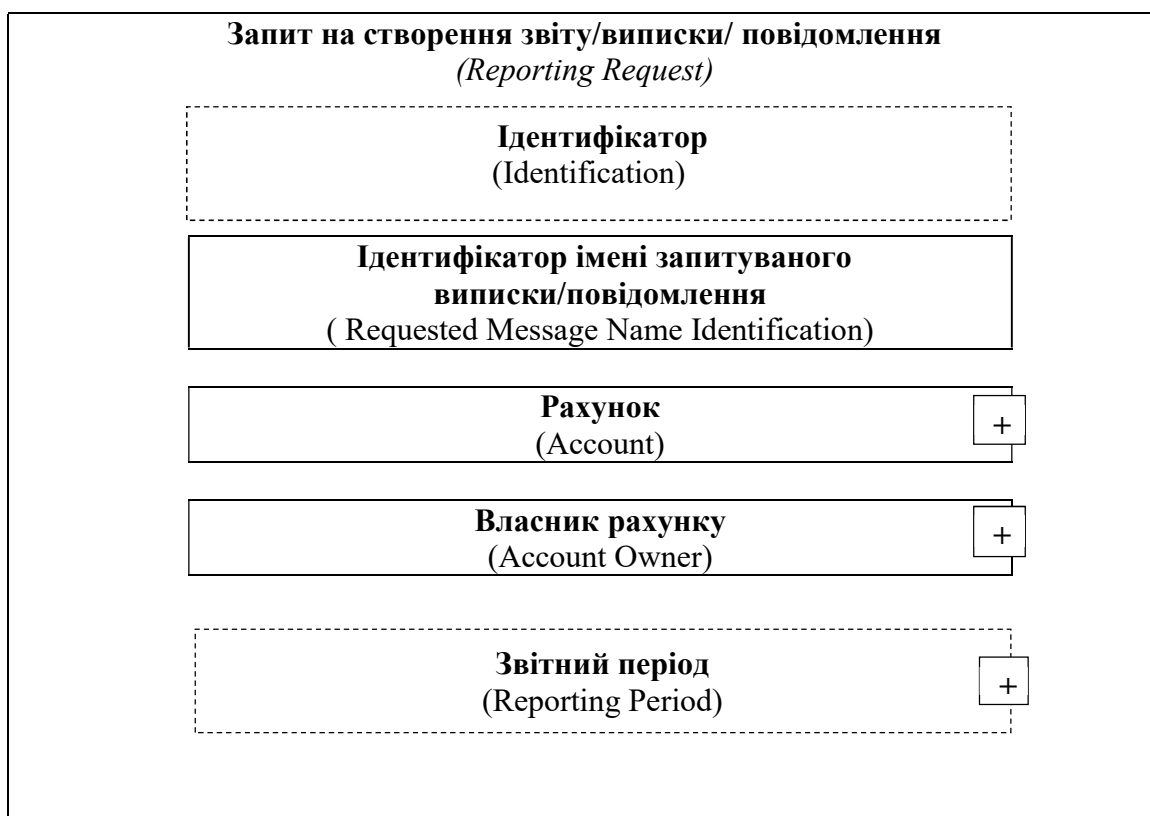 Запит на створення звіту/виписки/ повідомлення
(Reporting Request)
Ідентифікатор
(Identification)
Ідентифікатор імені запитуваного
виписки/повідомлення
( Requested Message Name Identification)
Рахунок
(Account)
+
Власник рахунку
(Account Owner)
+
Звітний період
(Reporting Period)
+